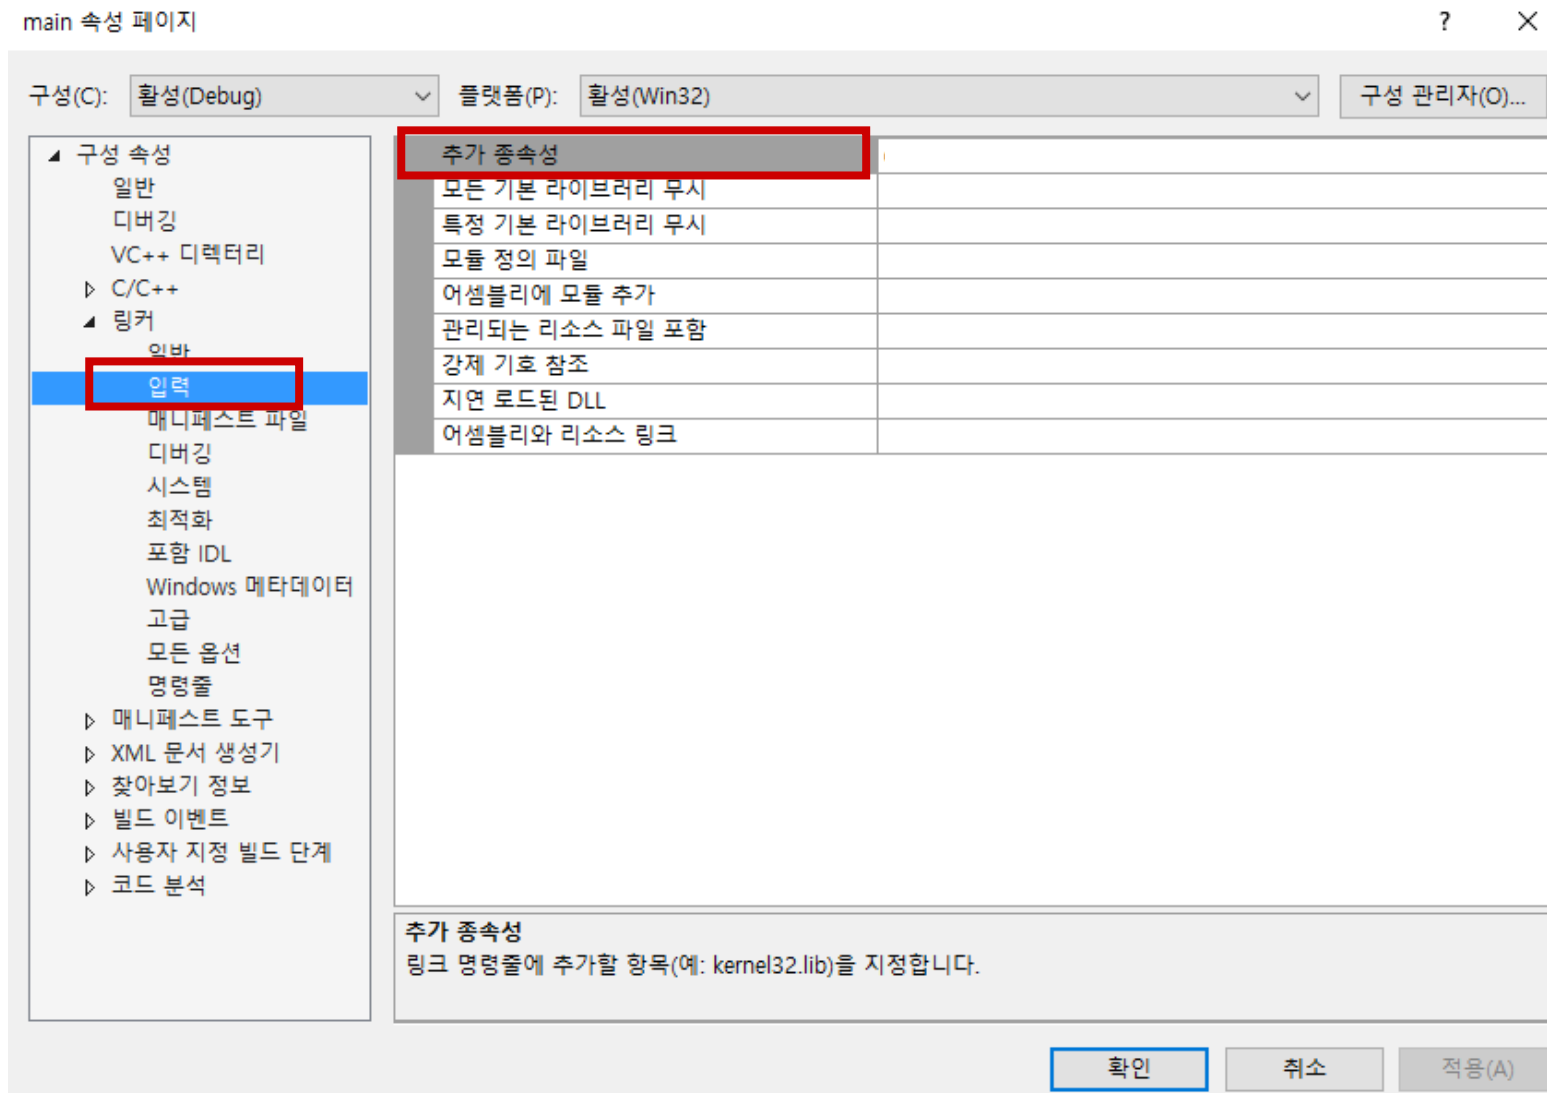 main 속성 페이지
구성(C): 활성(Debug) 플랫폼(P): 활성(Win32) 구성 관리자(O)...
구성 속성
일반
디버깅
VC++ 디렉터리
C/C++
링커
일반
입력
매니페스트 파일
디버깅
시스템
최적화
포함 IDL
Windows 메타데이터
고급
모든 옵션
명령줄
매니페스트 도구
XML 문서 생성기
찾아보기 정보
빌드 이벤트
사용자 지정 빌드 단계
코드 분석
추가 종속성
모든 기본 라이브러리 무시
특정 기본 라이브러리 무시
모듈 정의 파일
어셈블리에 모듈 추가
관리되는 리소스 파일 포함
강제 기호 참조
지연 로드된 DLL
어셈블리와 리소스 링크
추가 종속성
링크 명령줄에 추가할 항목(예: kernel32.lib)을 지정합니다.
확인 취소 적용(A)